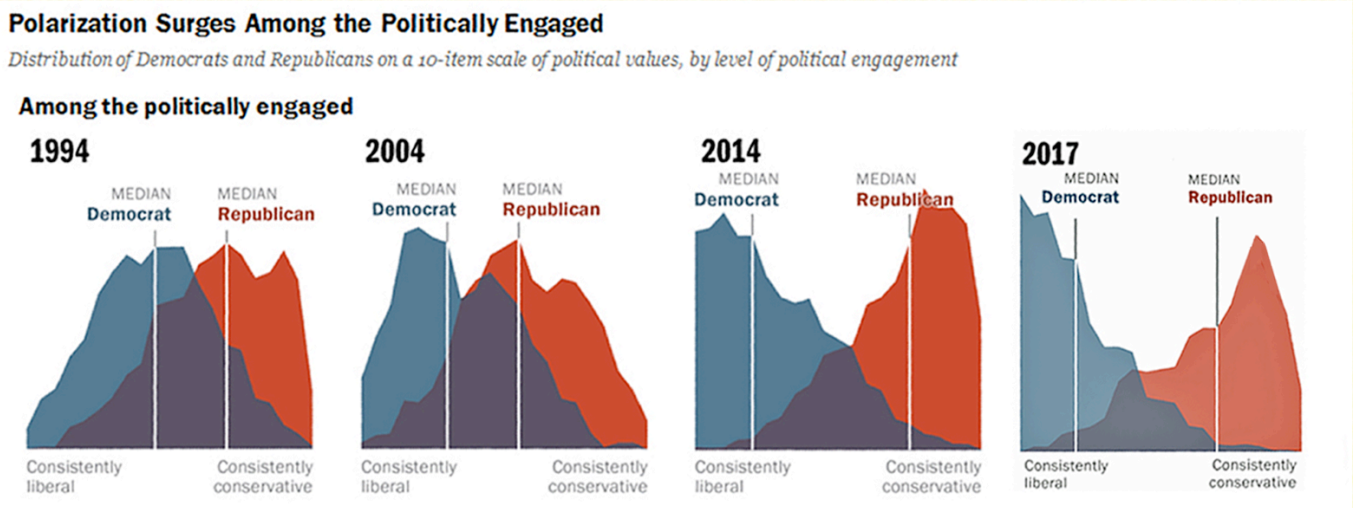 Polarization Surges Among the Politically Engaged
Distribution of Democrats and Republicans on a 10-item scale of political values, by level of political engagement
Among the politically engaged
1994
MEDIAN
Democrat
MEDIAN
Republican
Consistently
liberal
Consistently
conservative
2004
MEDIAN
Democrat
MEDIAN
Republican
Consistently
liberal
Consistently
conservative
2014
MEDIAN
Democrat
MEDIAN
Republican
Consistently
liberal
Consistently
conservative
2017
MEDIAN
Democrat
MEDIAN
Republican
Consistently
liberal
Consistently
conservative